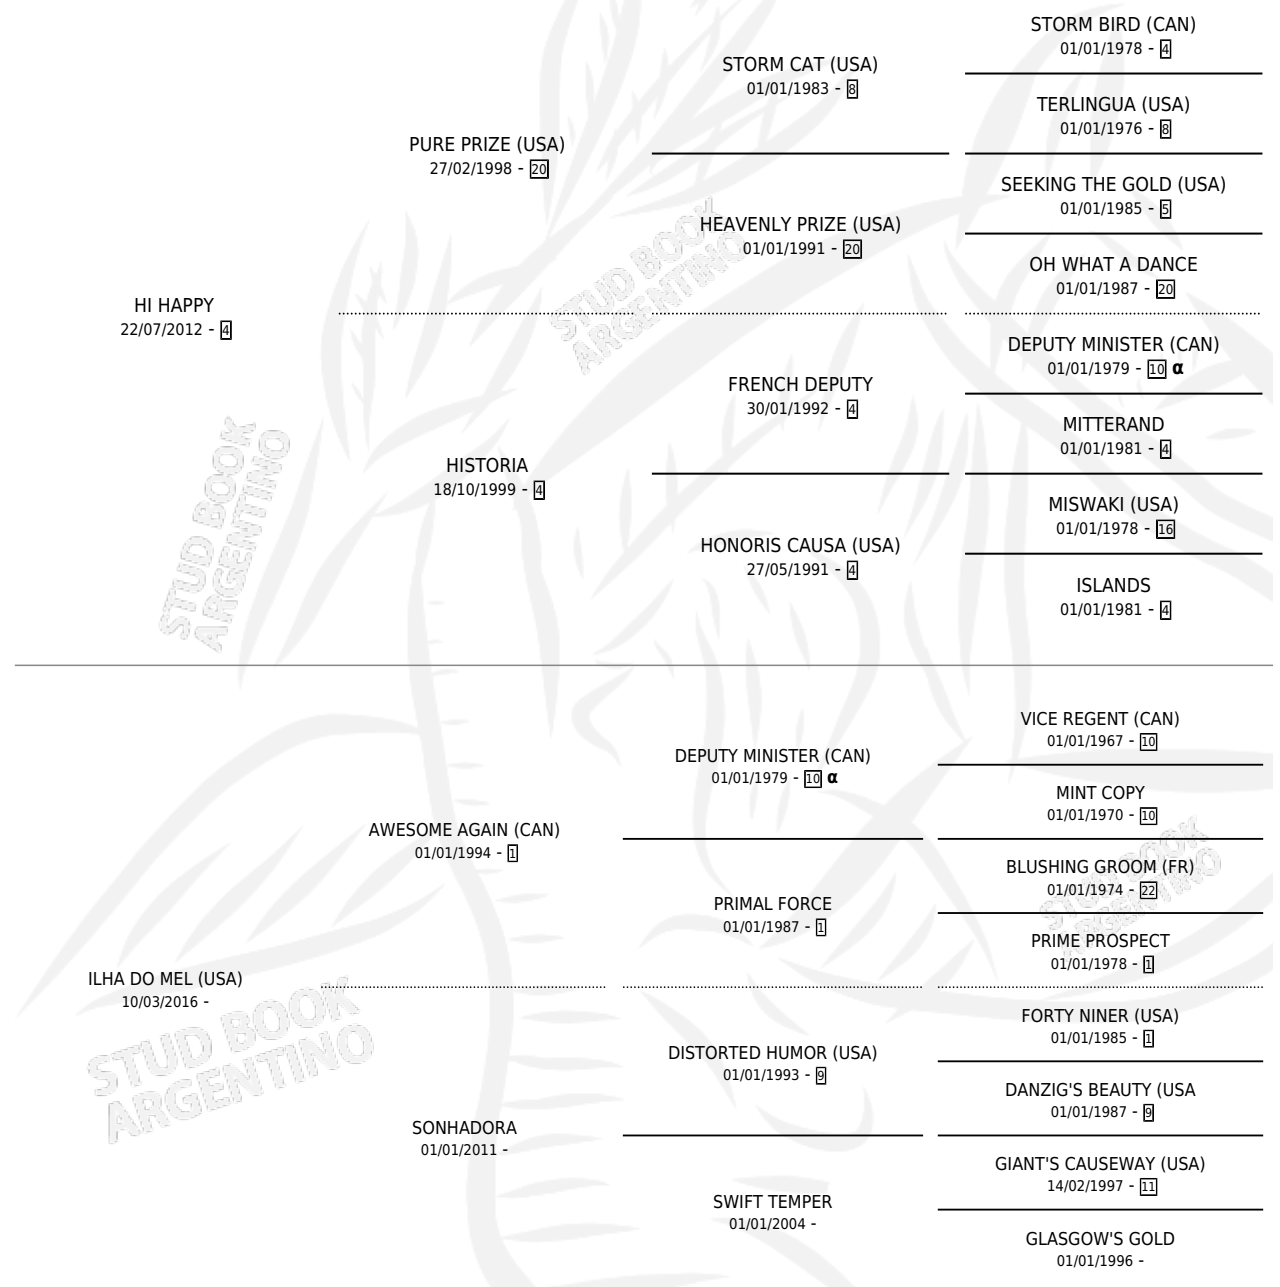 STORM BIRD (CAN)
01/01/1978 - 4
STORM CAT (USA)
01/01/1983 - 8
TERLINGUA (USA)
01/01/1976 - 8
PURE PRIZE (USA)
27/02/1998 - 20
SEEKING THE GOLD (USA)
01/01/1985 - 5
HEAVENLY PRIZE (USA)
01/01/1991 - 20
OH WHAT A DANCE
01/01/1987 - 20
STUD BOOK
ARGENTINO
HI HAPPY
22/07/2012 - 4
DEPUTY MINISTER (CAN)
01/01/1979 - 10 α
FRENCH DEPUTY
30/01/1992 - 4
MITTERAND
01/01/1981 - 4
HISTORIA
18/10/1999 - 4
MISWAKI (USA)
01/01/1978 - 16
HONORIS CAUSA (USA)
27/05/1991 - 4
ISLANDS
01/01/1981 - 4
STUD BOOK
ARGENTINO
VICE REGENT (CAN)
01/01/1967 - 10
DEPUTY MINISTER (CAN)
01/01/1979 - 10 α
MINT COPY
01/01/1970 - 10
AWESOME AGAIN (CAN)
01/01/1994 - 1
BLUSHING GROOM (FR)
01/01/1974 - 22
PRIMAL FORCE
01/01/1987 - 1
PRIME PROSPECT
01/01/1978 - 1
STUD BOOK
ARGENTINO
ILHA DO MEL (USA)
10/03/2016 -
FORTY NINER (USA)
01/01/1985 - 1
DISTORTED HUMOR (USA)
01/01/1993 - 9
DANZIG'S BEAUTY (USA
01/01/1987 - 9
STUD BOOK
ARGENTINO
SONHADORA
01/01/2011 -
GIANT'S CAUSEWAY (USA)
14/02/1997 - 11
SWIFT TEMPER
01/01/2004 -
GLASGOW'S GOLD
01/01/1996 -